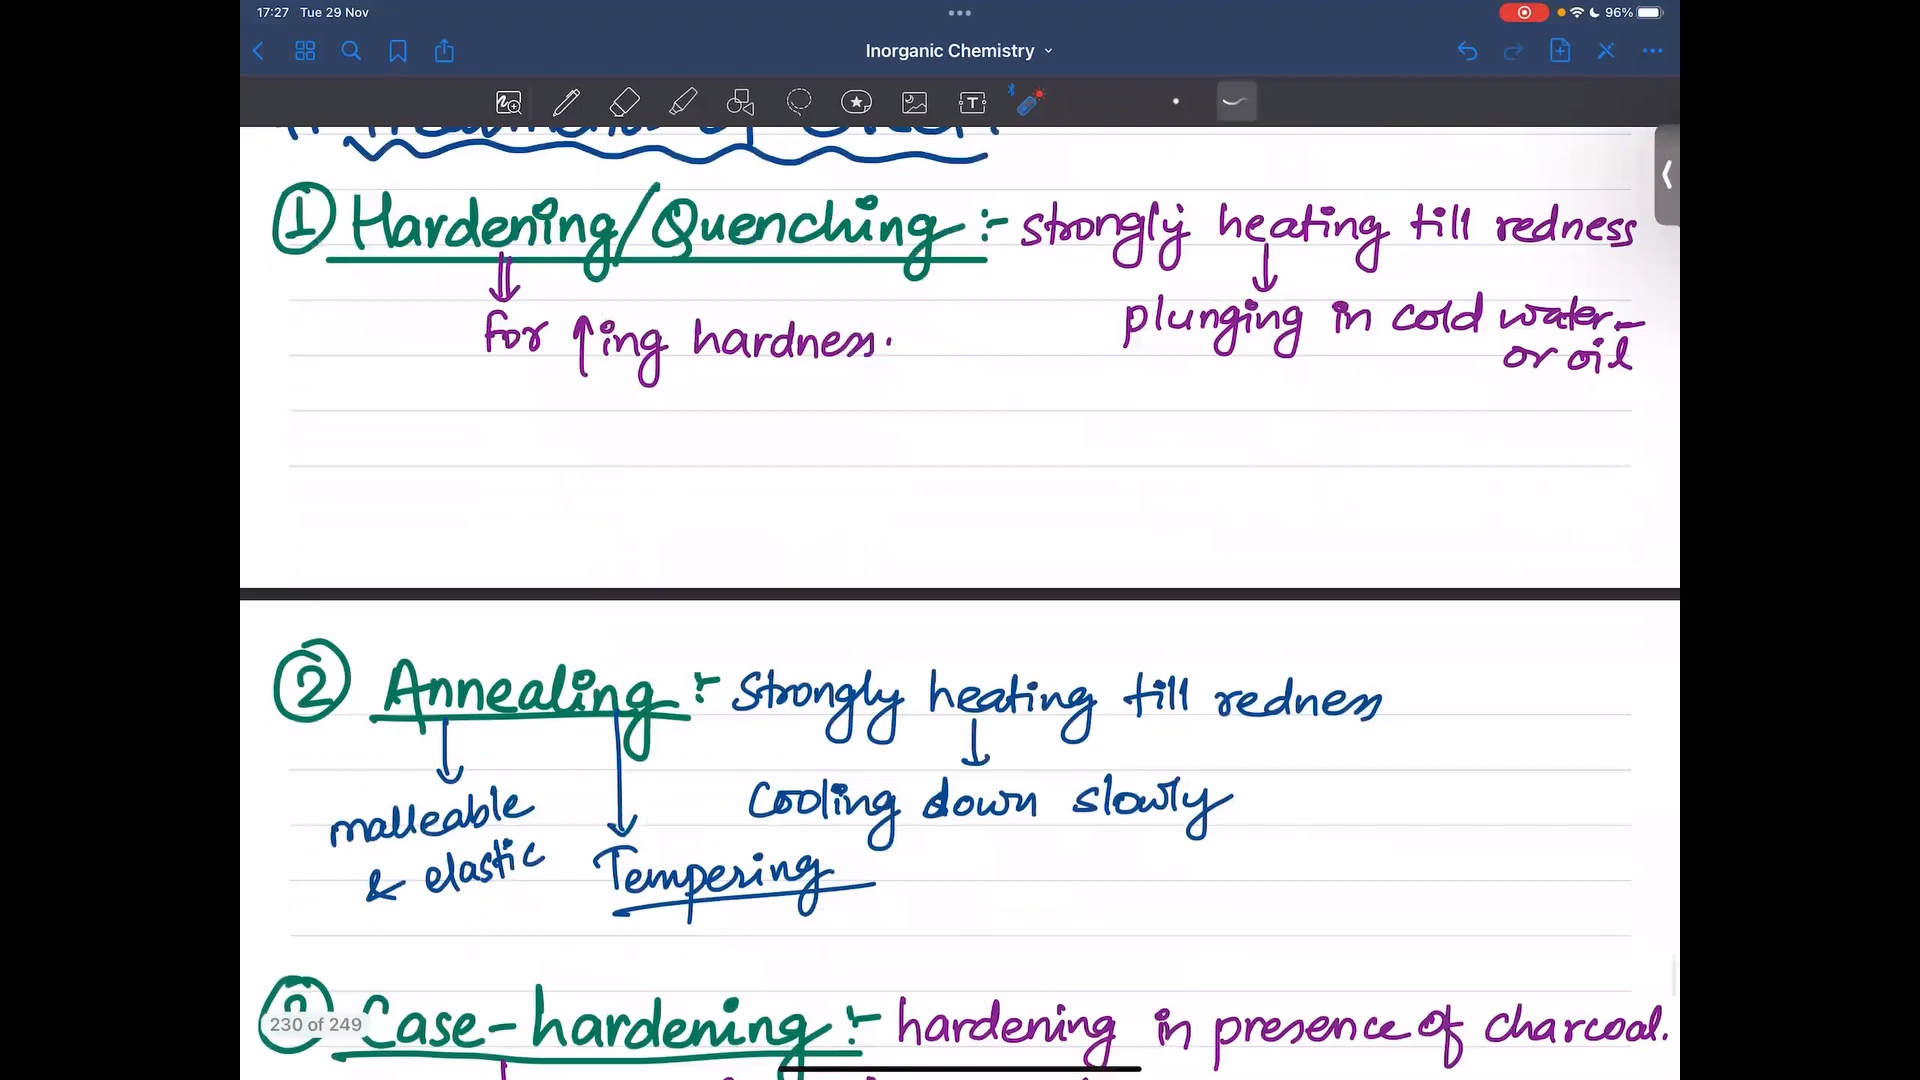 17:27 Tue 29 Nov
96%
Inorganic Chemistry
① Hardening/Quenching :- strongly heating till redness
↓
plunging in cold water
or oil
⇓
for ↑ing hardness.
② Annealing :- Strongly heating till redness
↓
Cooling down slowly
malleable
& elastic
Tempering
Case-hardening :- hardening in presence of charcoal.
230 of 249